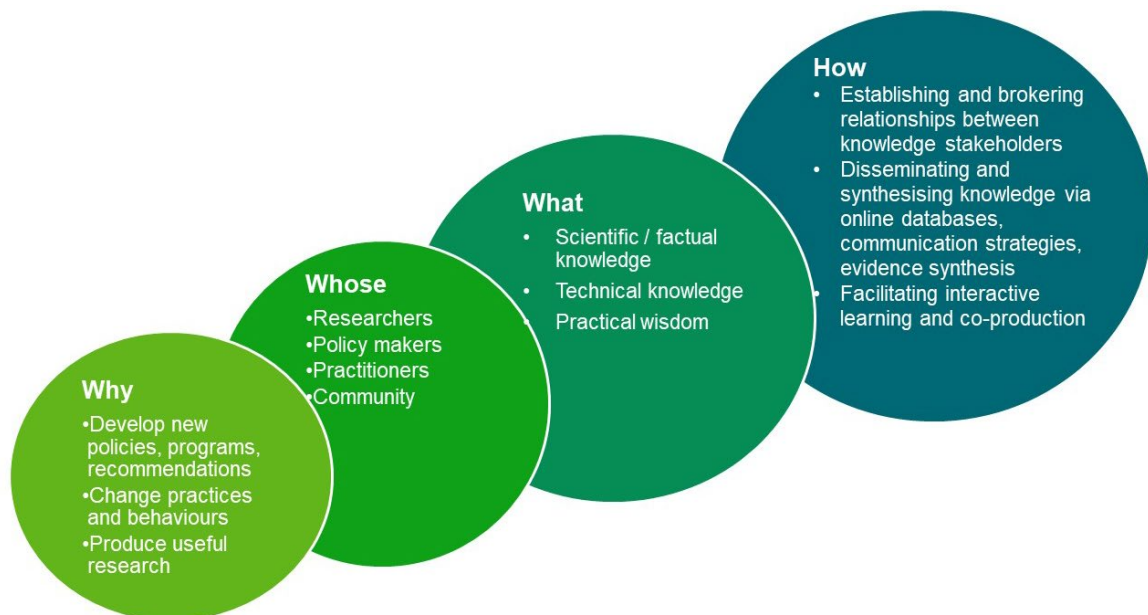 Why
•Develop new
policies, programs,
recommendations
•Change practices
and behaviours
•Produce useful
research
Whose
•Researchers
•Policy makers
•Practitioners
•Community
What
• Scientific / factual
knowledge
• Technical knowledge
• Practical wisdom
How
• Establishing and brokering
relationships between
knowledge stakeholders
• Disseminating and
synthesising knowledge via
online databases,
communication strategies,
evidence synthesis
• Facilitating interactive
learning and co-production